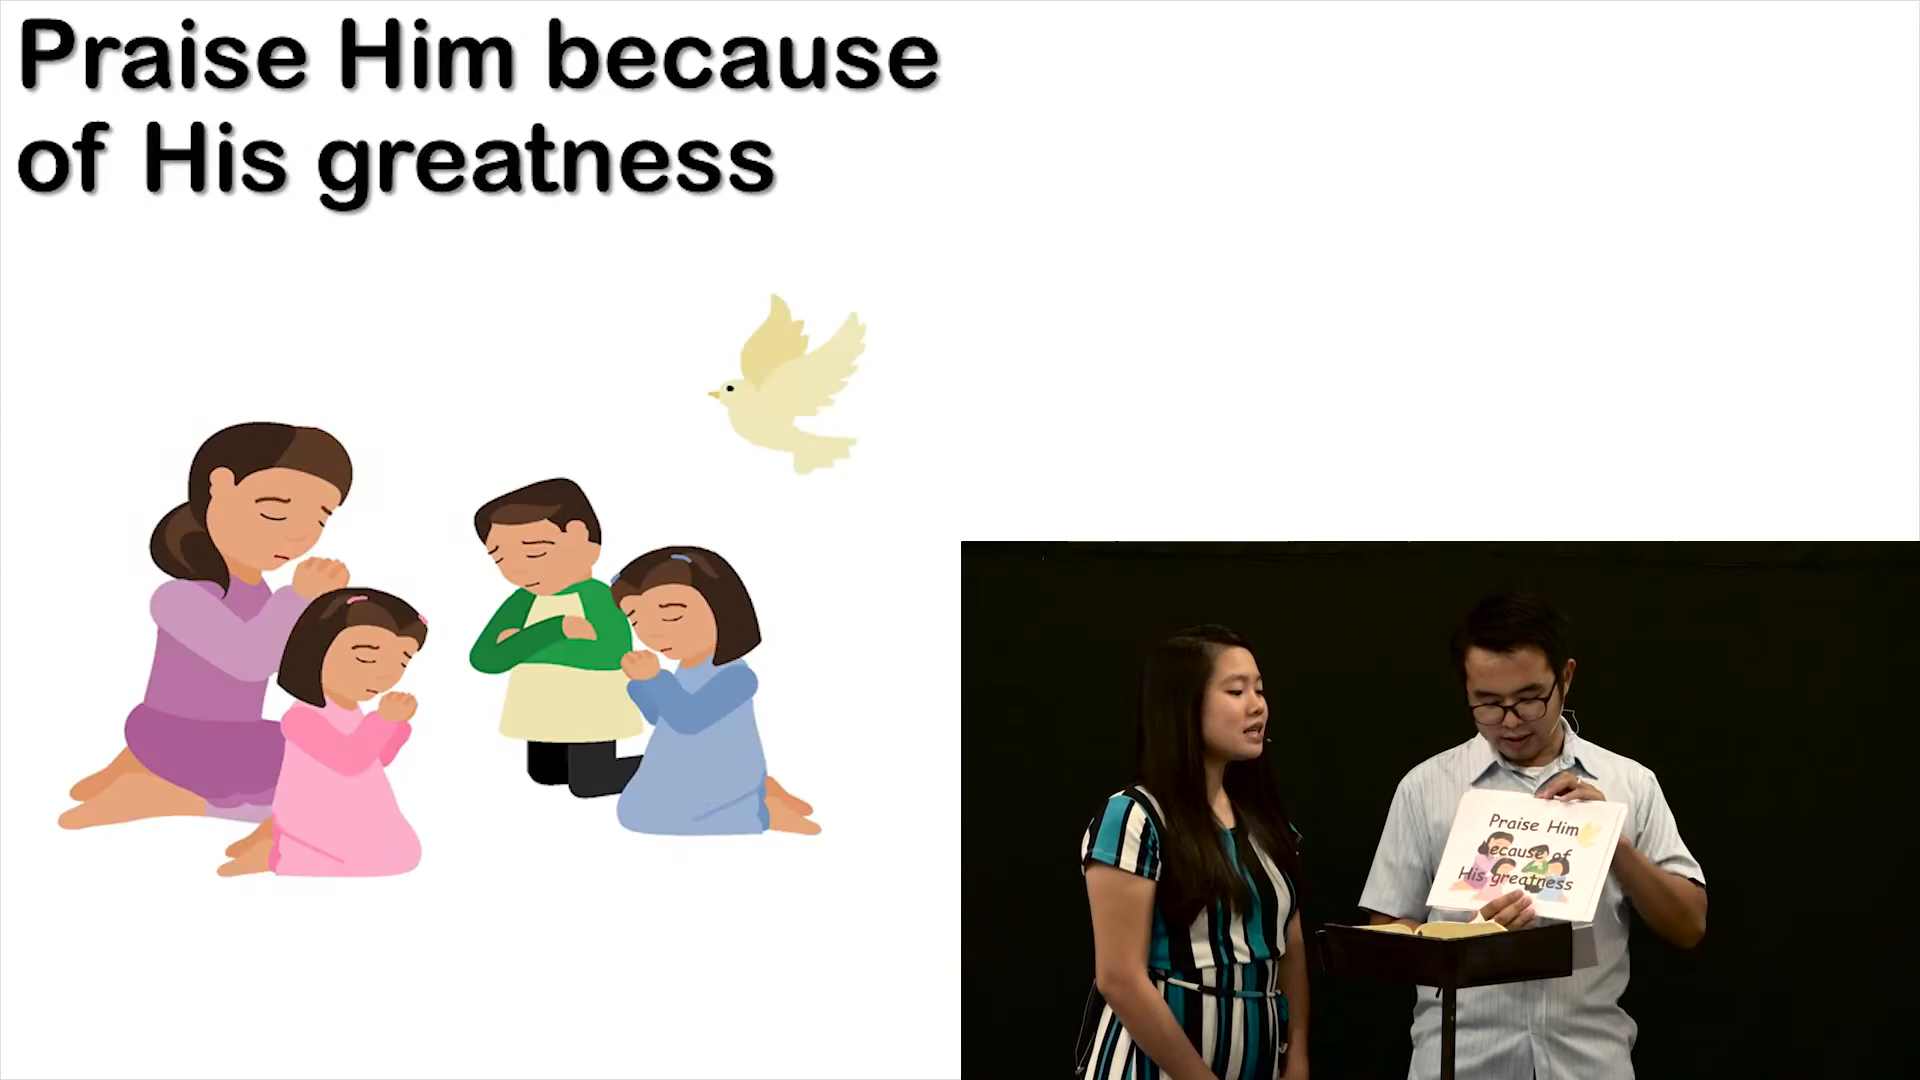 Praise Him because
of His greatness
Praise Him
because of
His greatness